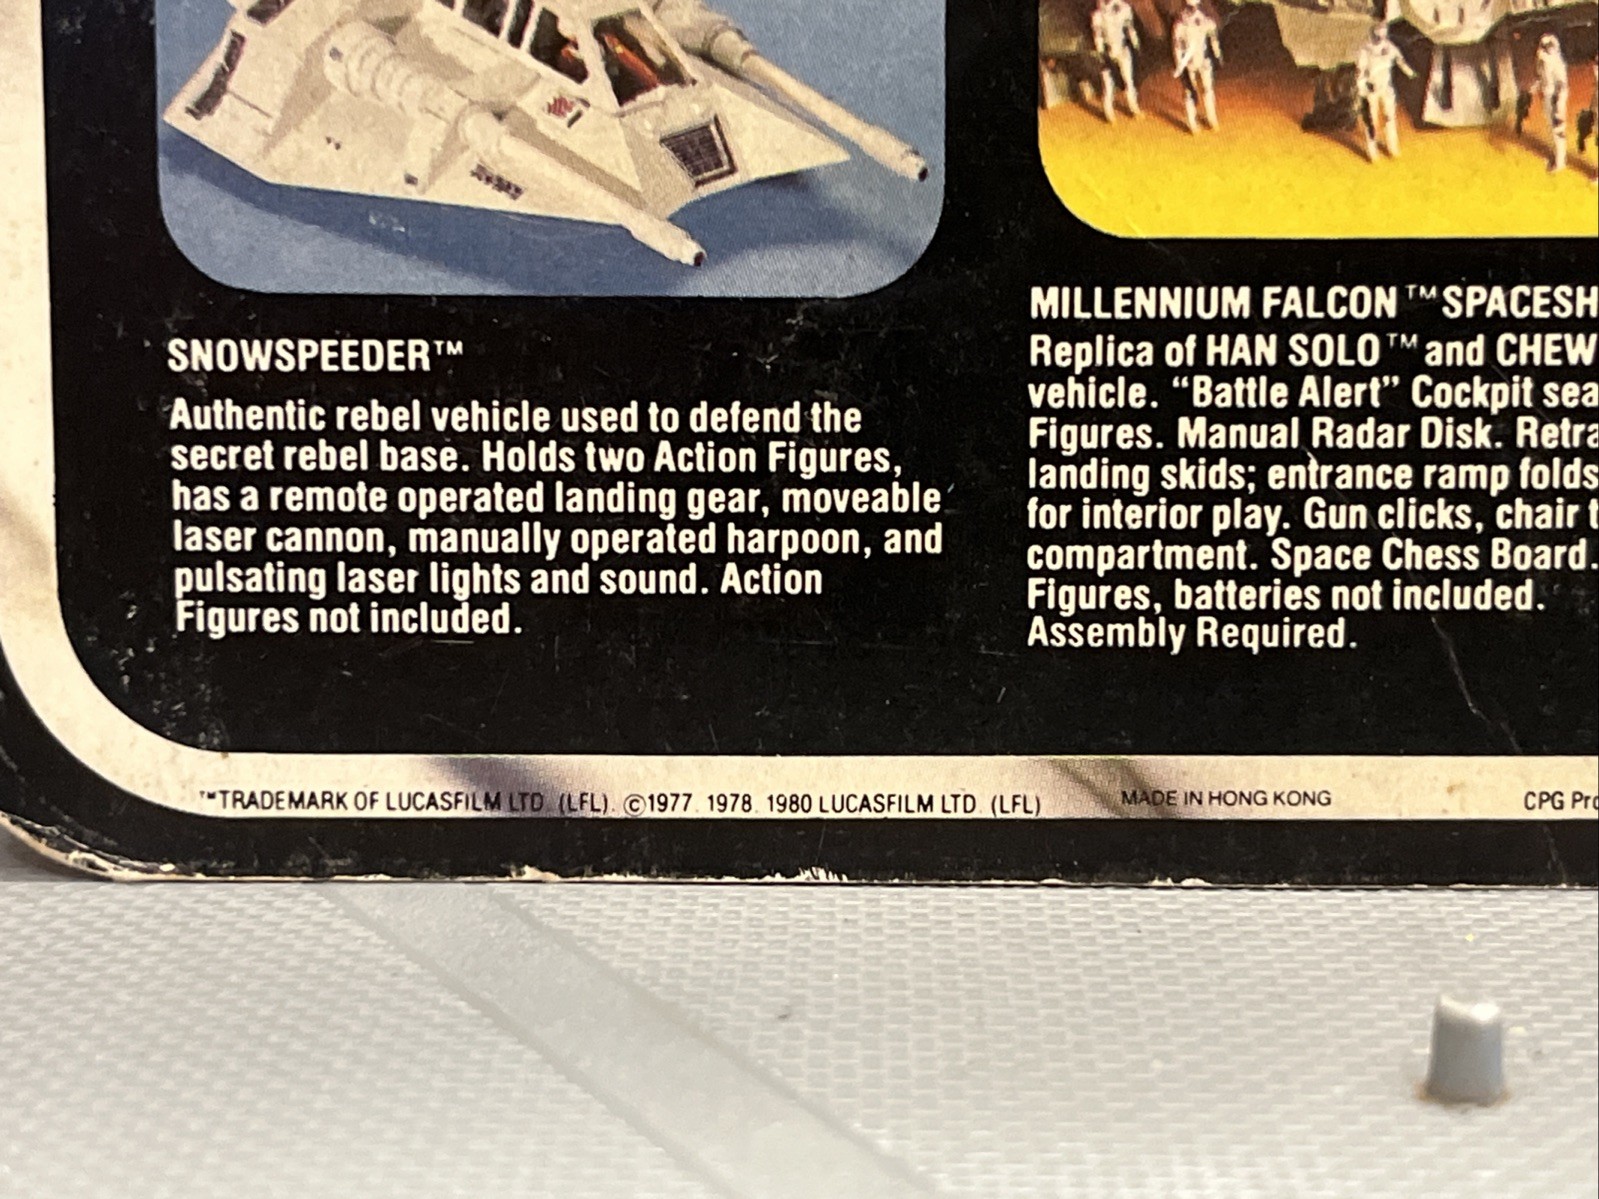 SNOWSPEEDER™
Authentic rebel vehicle used to defend the
secret rebel base. Holds two Action Figures,
has a remote operated landing gear, moveable
laser cannon, manually operated harpoon, and
pulsating laser lights and sound. Action
Figures not included.
MILLENNIUM FALCON™ SPACESH
Replica of HAN SOLO™ and CHEW
vehicle. “Battle Alert” Cockpit sea
Figures. Manual Radar Disk. Retra
landing skids; entrance ramp folds
for interior play. Gun clicks, chair t
compartment. Space Chess Board.
Figures, batteries not included.
Assembly Required.
™TRADEMARK OF LUCASFILM LTD. (LFL). ©1977. 1978. 1980 LUCASFILM LTD. (LFL) MADE IN HONG KONG CPG Pro